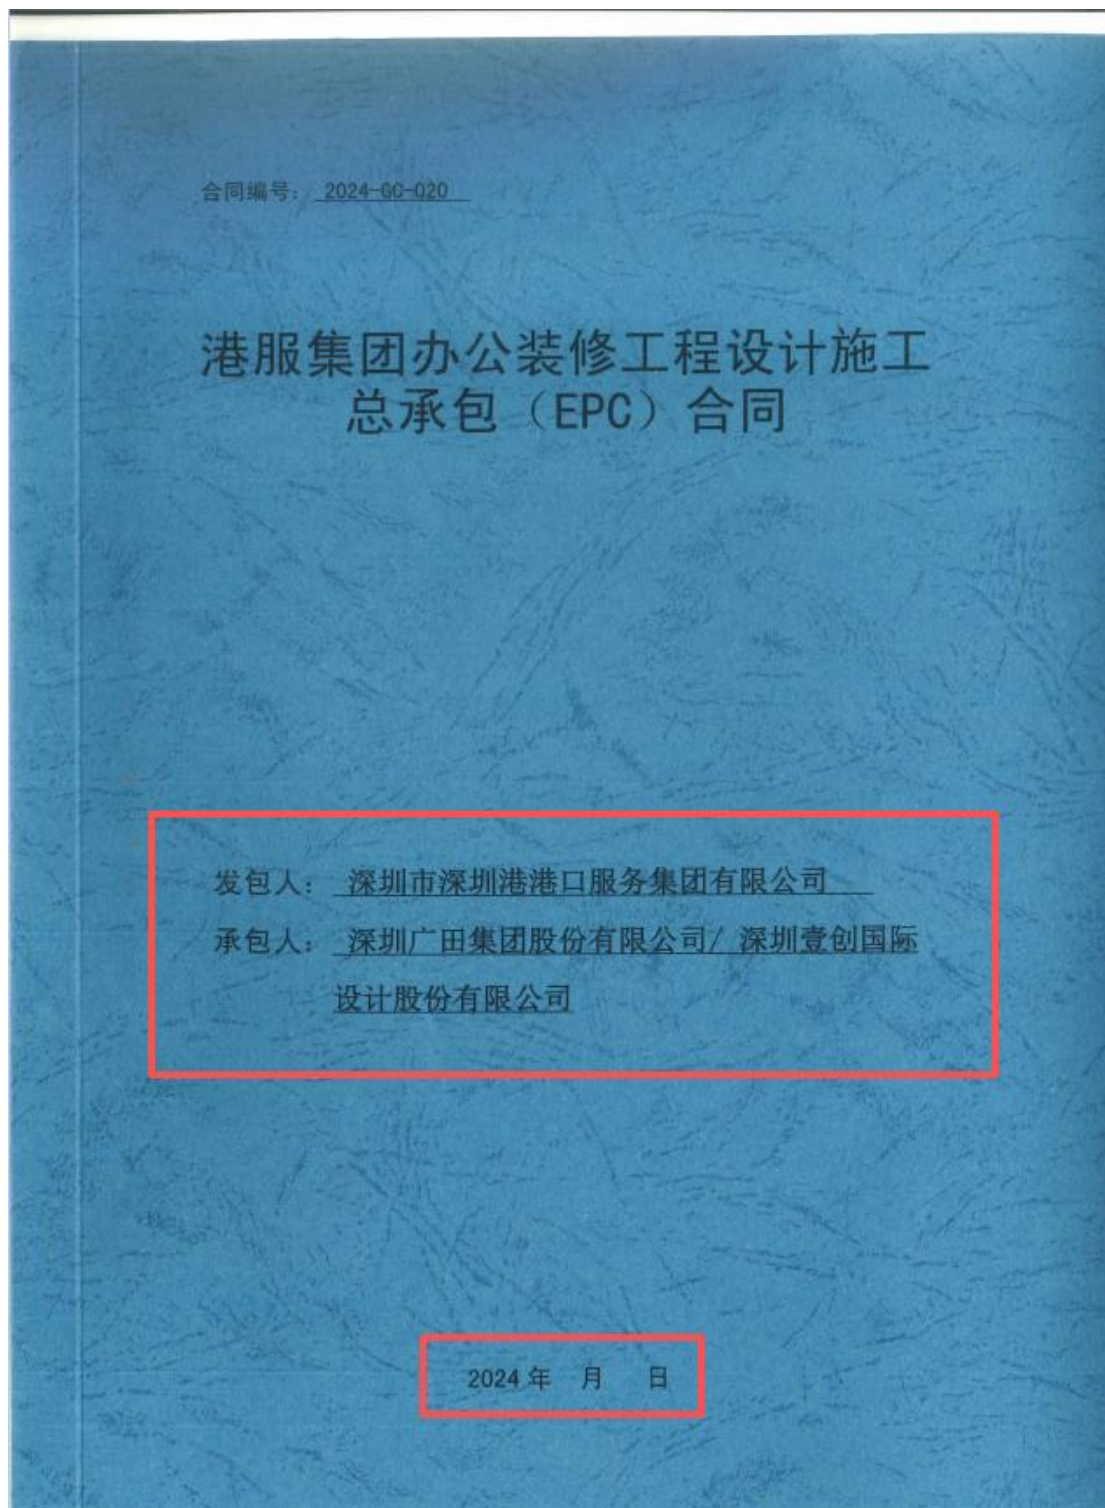 合同编号: 2024-GC-020
港服集团办公装修工程设计施工
总承包（EPC）合同
发包人: 深圳市深圳港港口服务集团有限公司
承包人: 深圳广田集团股份有限公司/ 深圳壹创国际
设计股份有限公司
2024 年 月 日